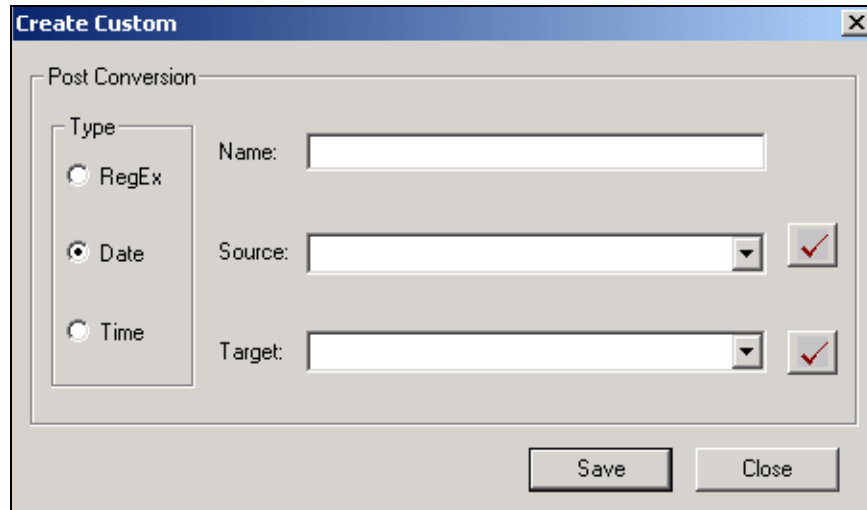 Create Custom
Post Conversion
Type
RegEx
Date
Time
Name:
Source:
Target:
Save
Close